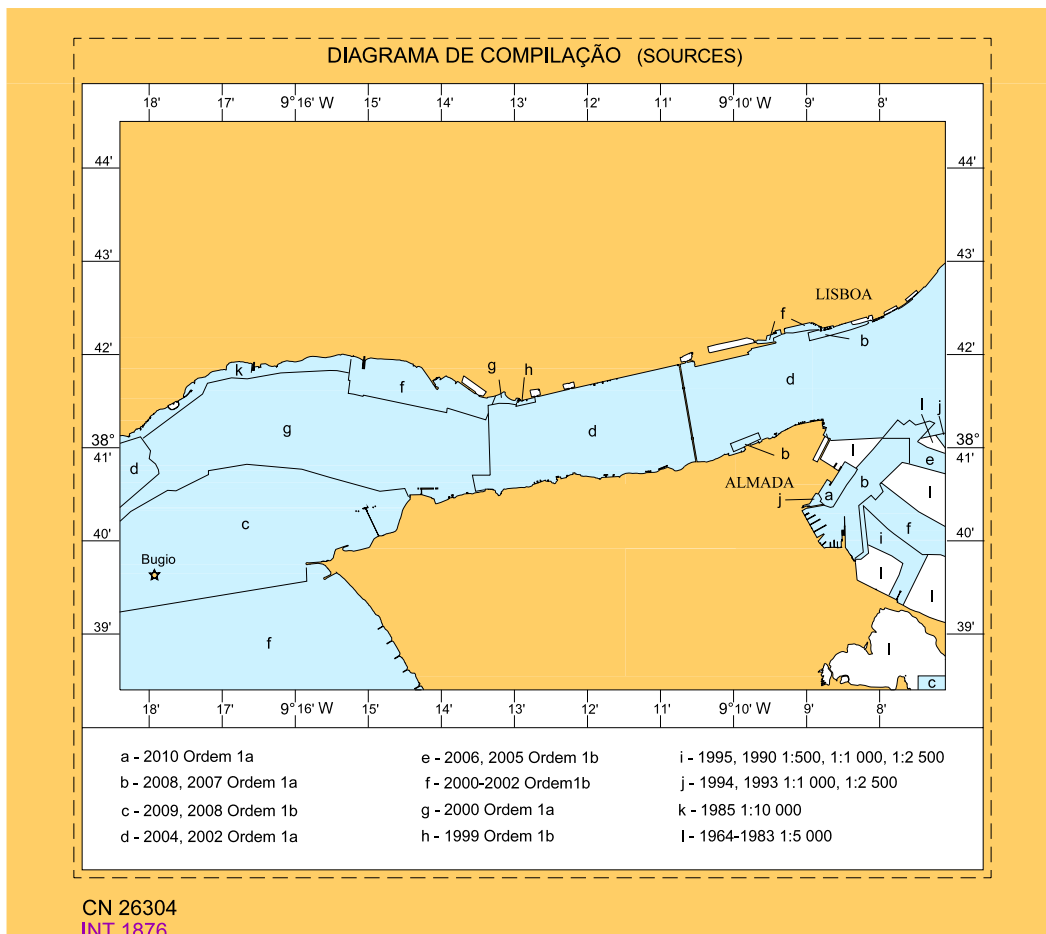 DIAGRAMA DE COMPILAÇÃO (SOURCES)
18' 17' 9° 16' W 15' 14' 13' 12' 11' 9° 10' W 9' 8'
44' 44'
43' 43'
LISBOA
f
b
42' 42'
g h
k
f
d
l j
g
d
38° 38°
41' 41'
d
b
l
e
ALMADA
a b
l
j
c
f
40' 40'
i
Bugio
l
l
39' 39'
f
l
c
18' 17' 9° 16' W 15' 14' 13' 12' 11' 9° 10' W 9' 8'
a - 2010 Ordem 1a
b - 2008, 2007 Ordem 1a
c - 2009, 2008 Ordem 1b
d - 2004, 2002 Ordem 1a
e - 2006, 2005 Ordem 1b
f - 2000-2002 Ordem1b
g - 2000 Ordem 1a
h - 1999 Ordem 1b
i - 1995, 1990 1:500, 1:1 000, 1:2 500
j - 1994, 1993 1:1 000, 1:2 500
k - 1985 1:10 000
l - 1964-1983 1:5 000
CN 26304
INT 1876